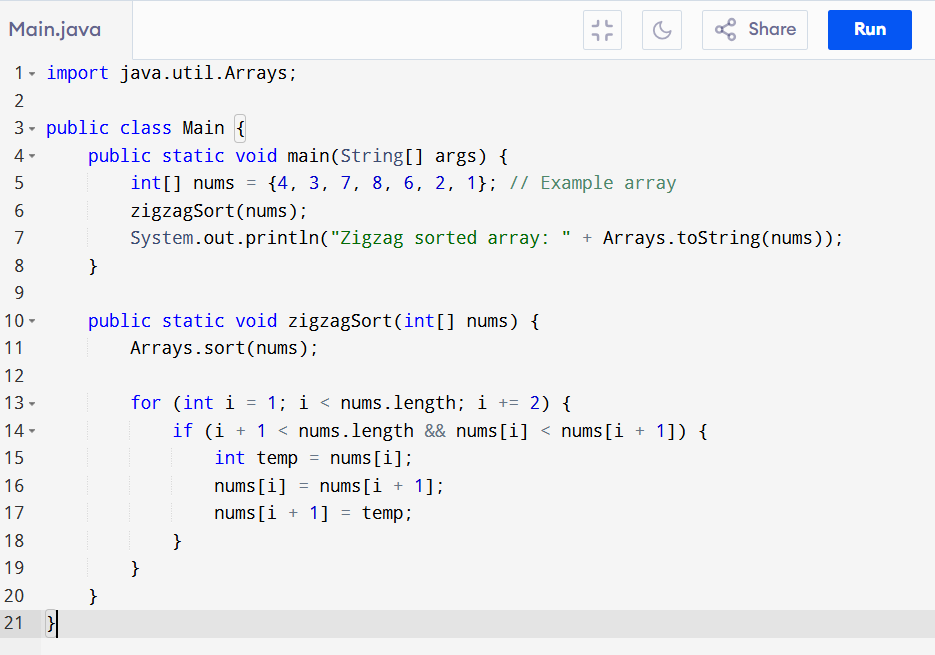 Main.java
Share
Run
1 import java.util.Arrays;
2
3 public class Main {
4     public static void main(String[] args) {
5         int[] nums = {4, 3, 7, 8, 6, 2, 1}; // Example array
6         zigzagSort(nums);
7         System.out.println("Zigzag sorted array: " + Arrays.toString(nums));
8     }
9
10     public static void zigzagSort(int[] nums) {
11         Arrays.sort(nums);
12
13         for (int i = 1; i < nums.length; i += 2) {
14             if (i + 1 < nums.length && nums[i] < nums[i + 1]) {
15                 int temp = nums[i];
16                 nums[i] = nums[i + 1];
17                 nums[i + 1] = temp;
18             }
19         }
20     }
21 }